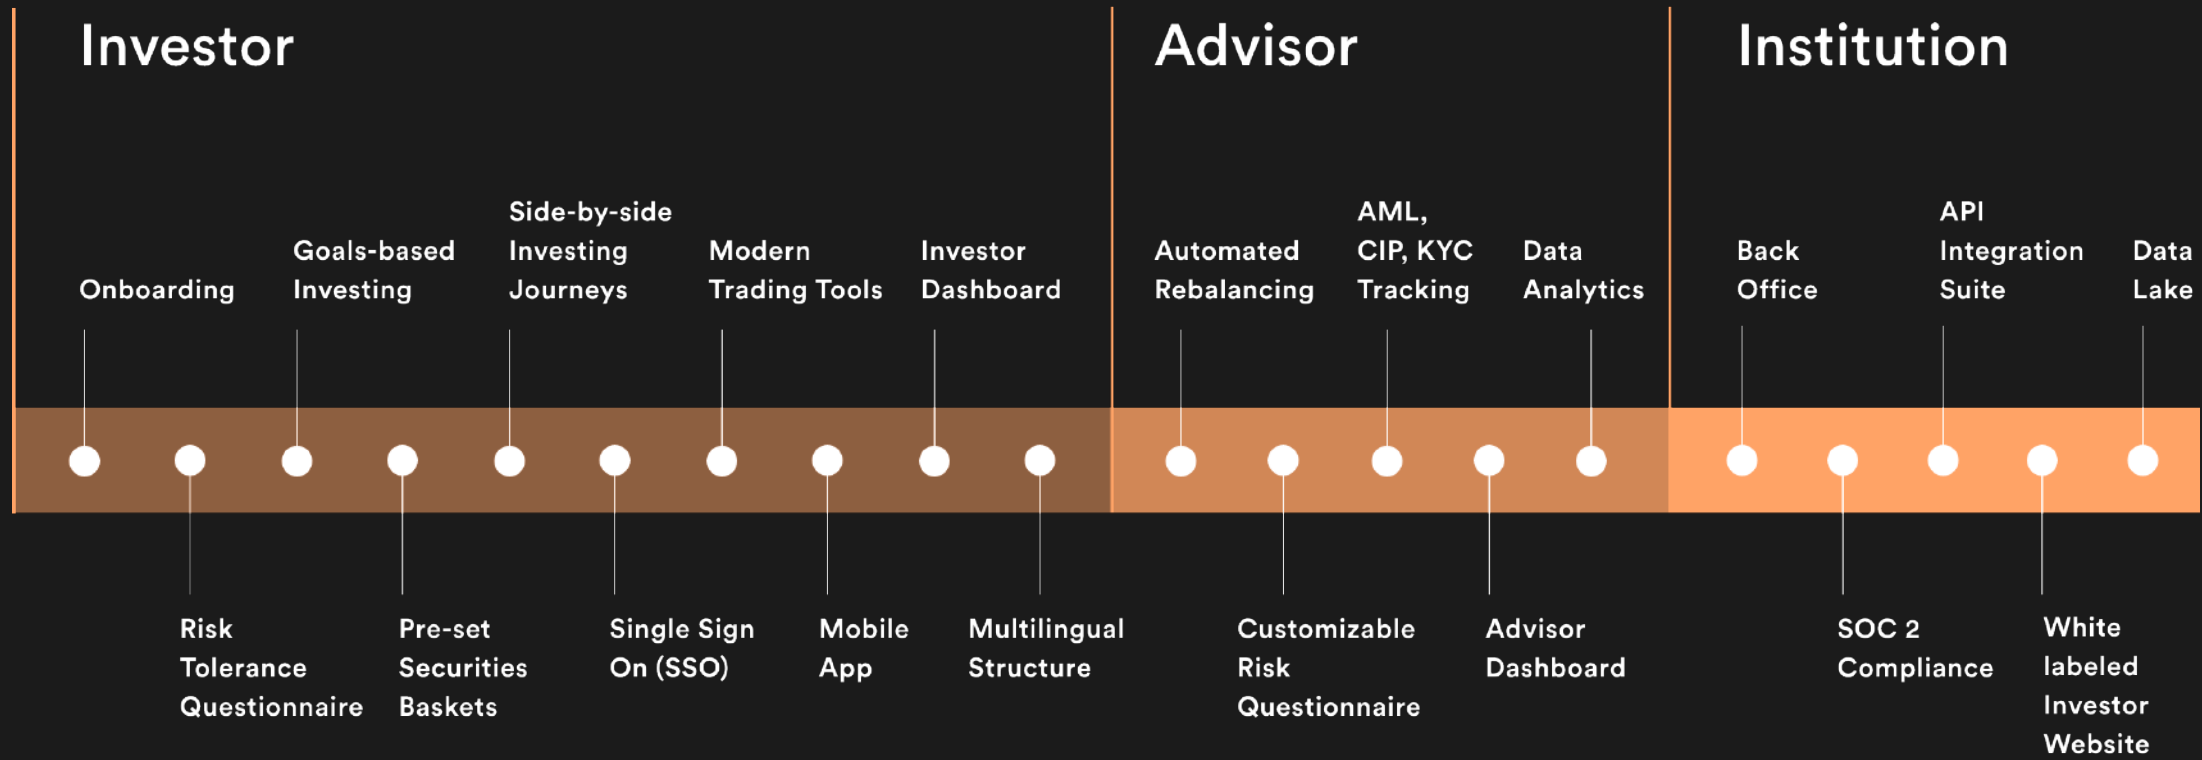 Investor
Advisor
Institution
Onboarding
Goals-based
Investing
Side-by-side
Investing
Journeys
Modern
Trading Tools
Investor
Dashboard
Automated
Rebalancing
AML,
CIP, KYC
Tracking
Data
Analytics
Back
Office
API
Integration
Suite
Data
Lake
Risk
Tolerance
Questionnaire
Pre-set
Securities
Baskets
Single Sign
On (SSO)
Mobile
App
Multilingual
Structure
Customizable
Risk
Questionnaire
Advisor
Dashboard
SOC 2
Compliance
White
labeled
Investor
Website